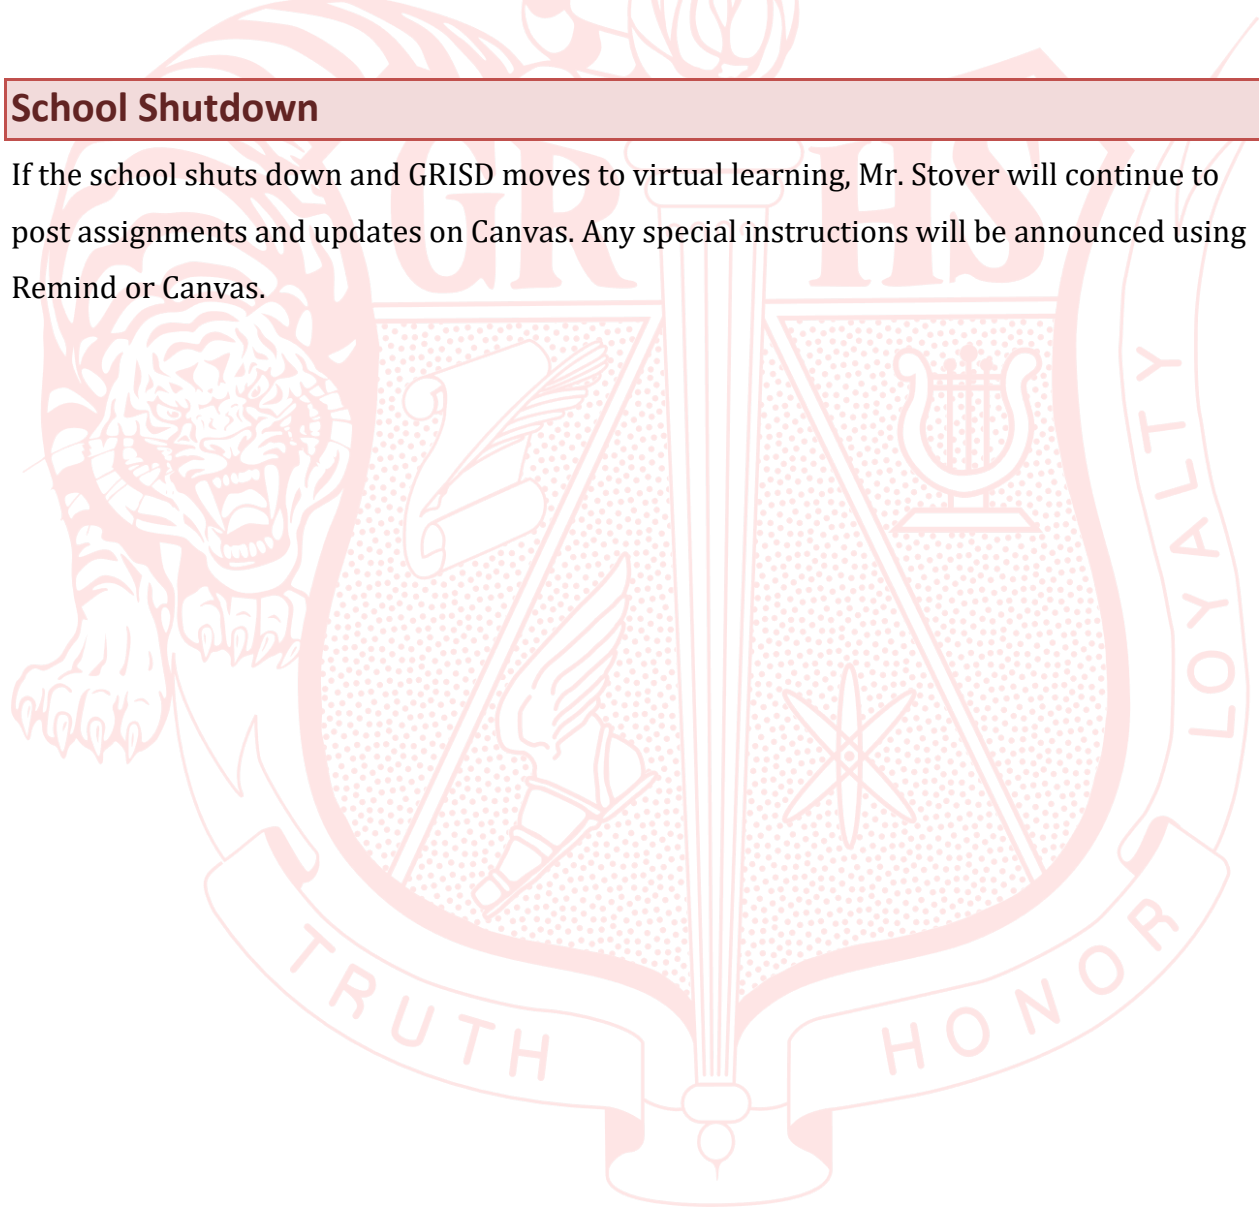 School Shutdown
If the school shuts down and GRISD moves to virtual learning, Mr. Stover will continue to
post assignments and updates on Canvas. Any special instructions will be announced using
Remind or Canvas.
GR HS
LOYALTY
TRUTH
HONOR